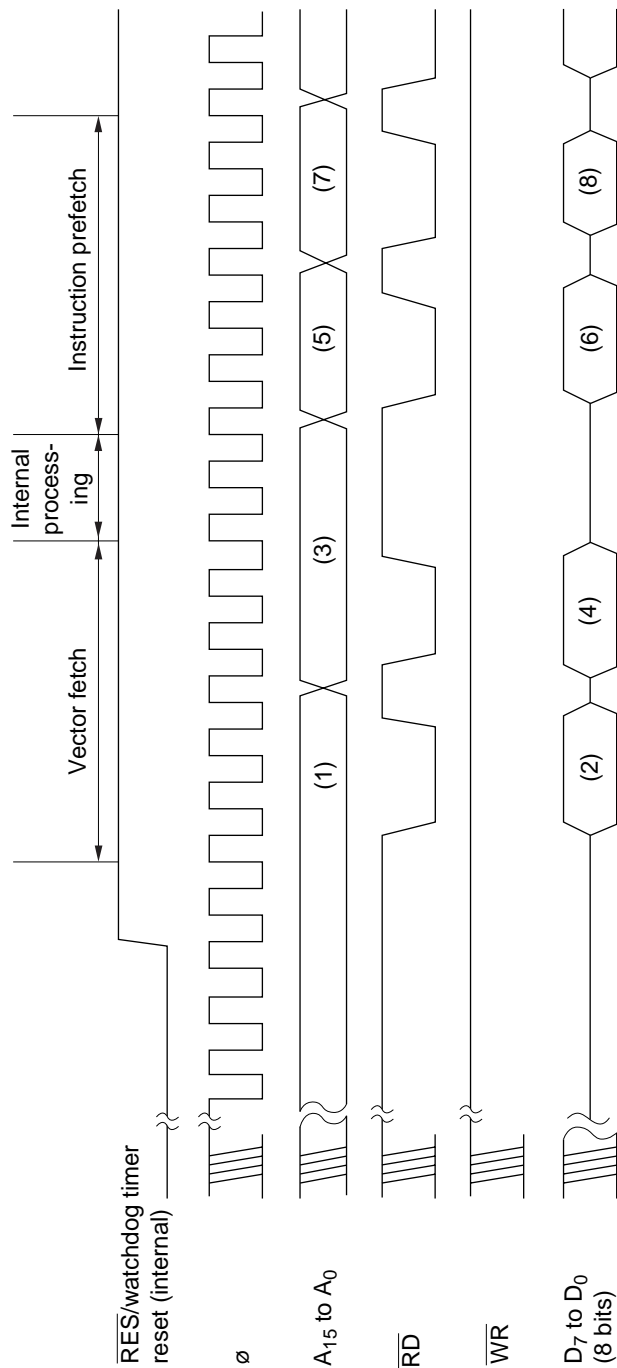 Vector fetch
Internal
process-
ing
Instruction prefetch
RES/watchdog timer
reset (internal)
ø
A15 to A0
(1)
(3)
(5)
(7)
RD
WR
D7 to D0
(8 bits)
(2)
(4)
(6)
(8)